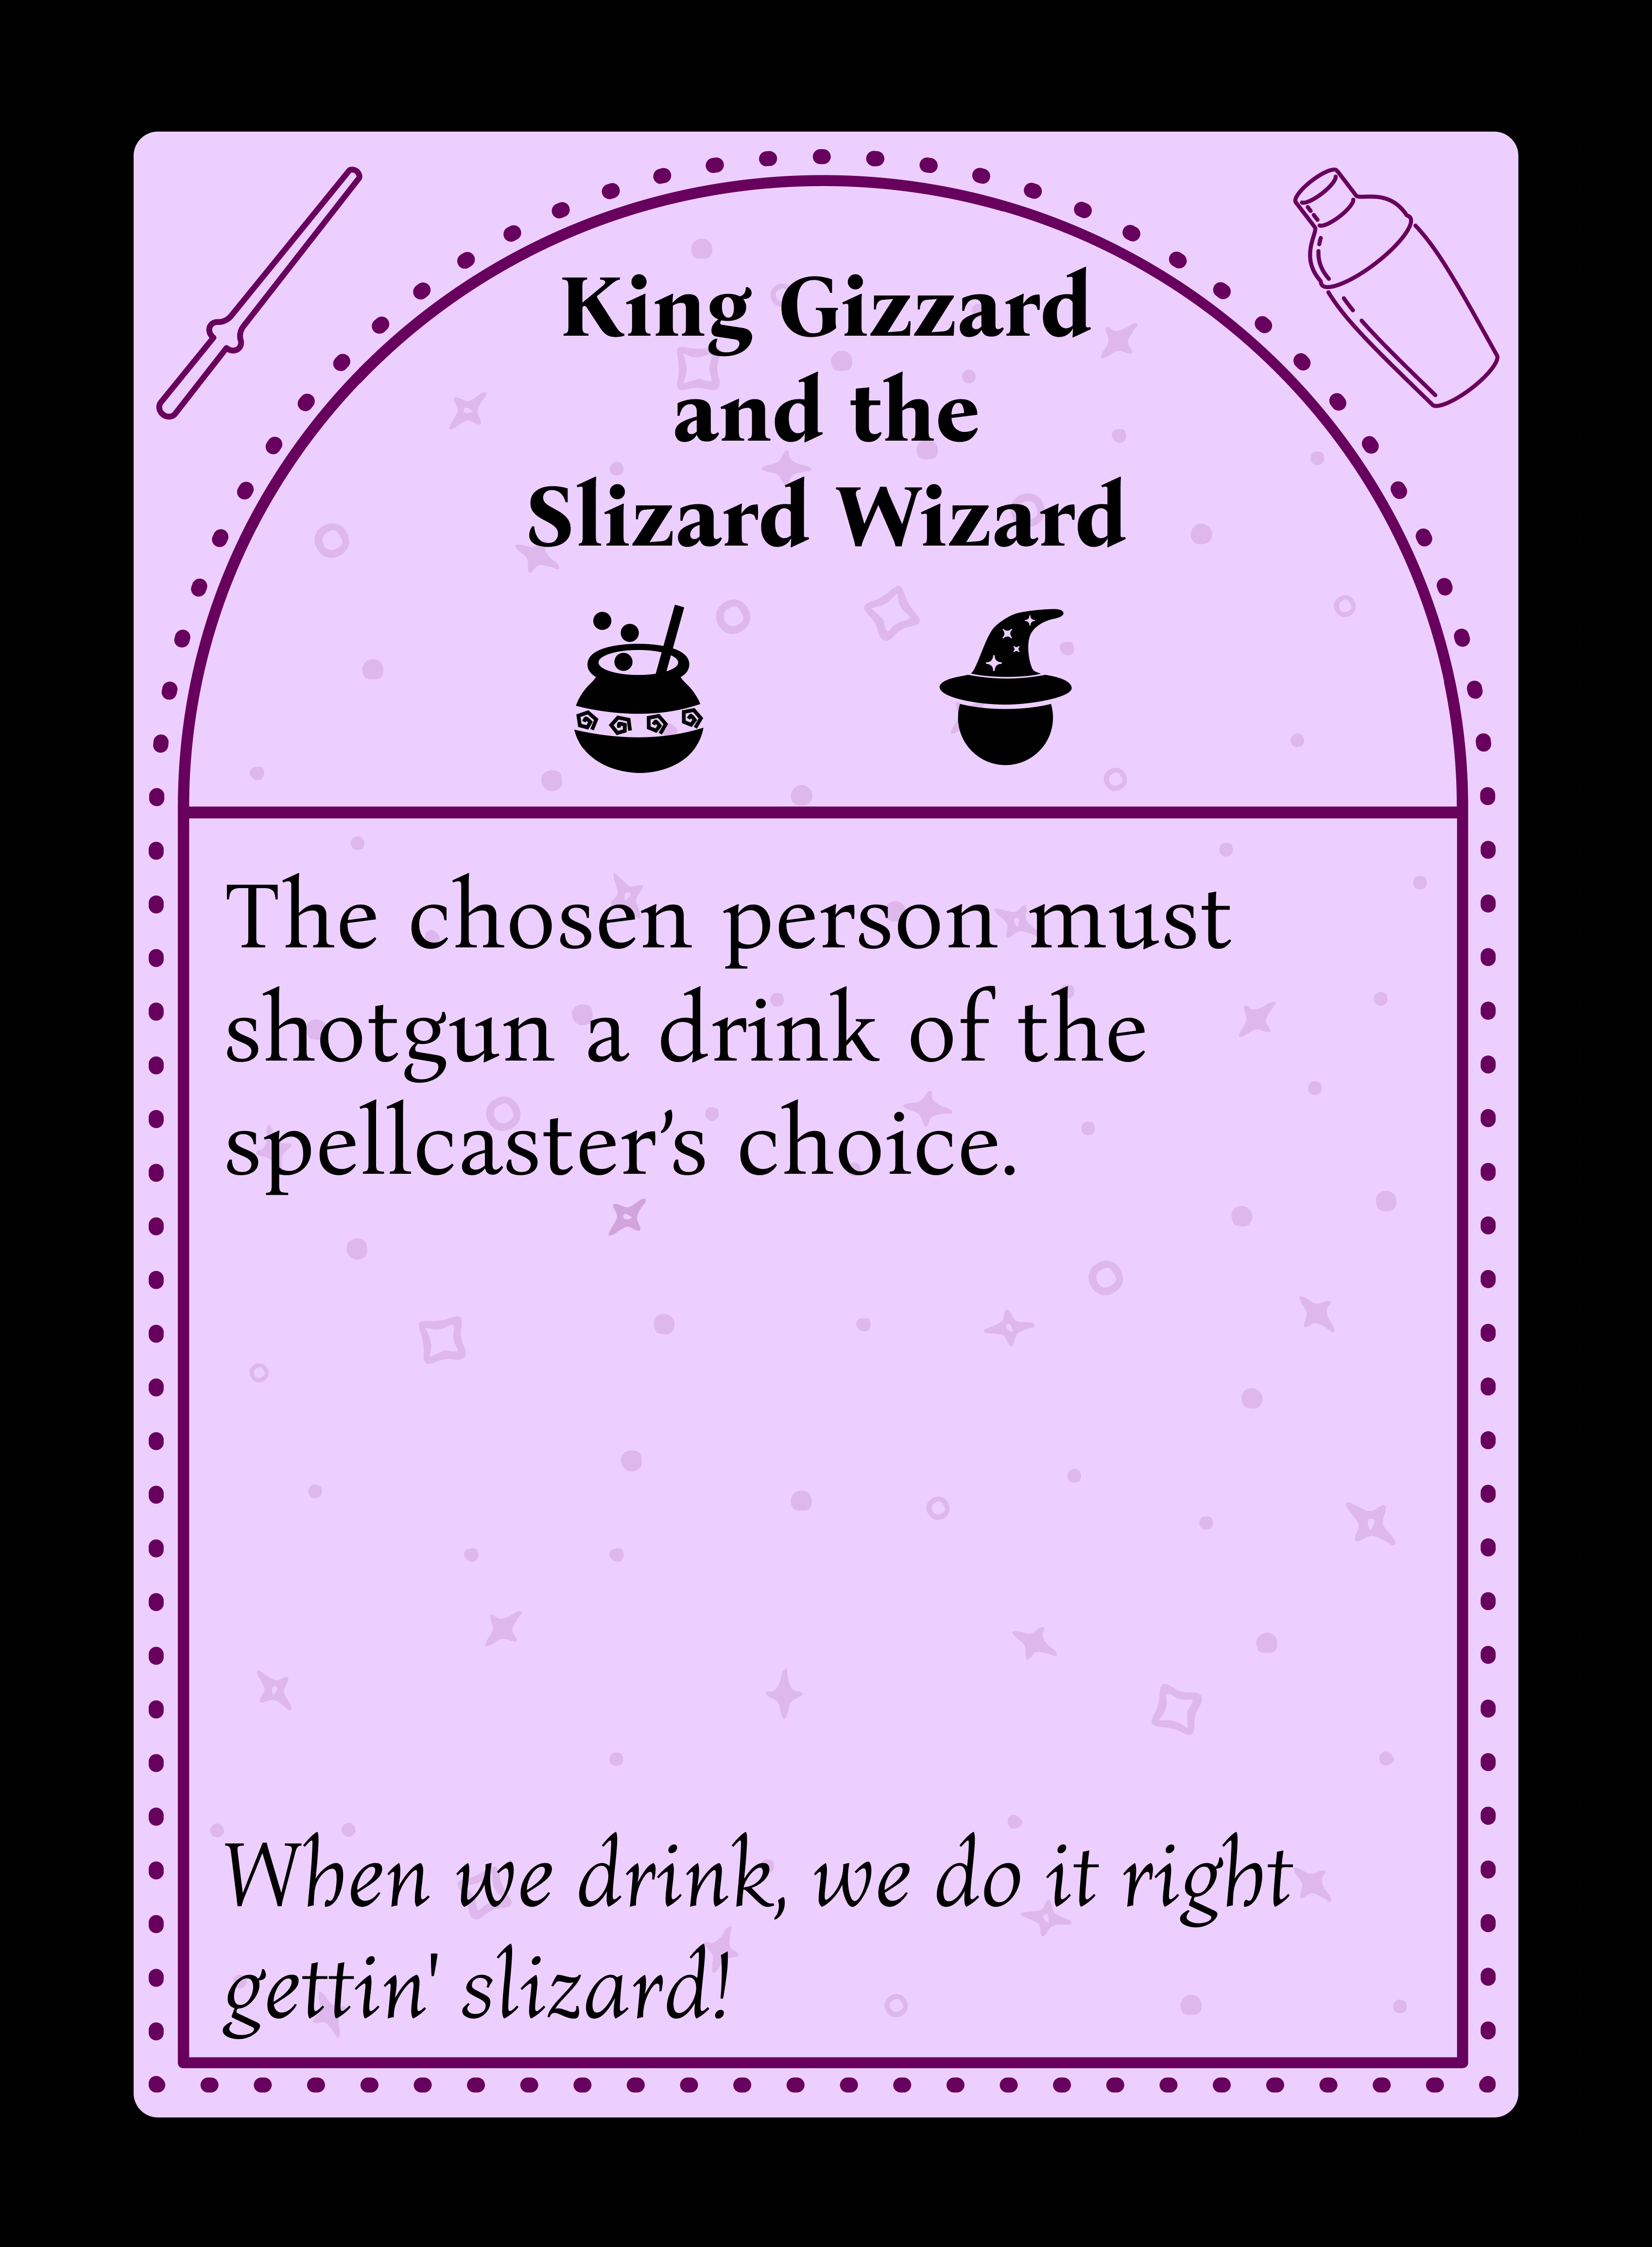 King Gizzard
and the
Slizard Wizard
The chosen person must
shotgun a drink of the
spellcaster’s choice.
When we drink, we do it right
gettin' slizard!